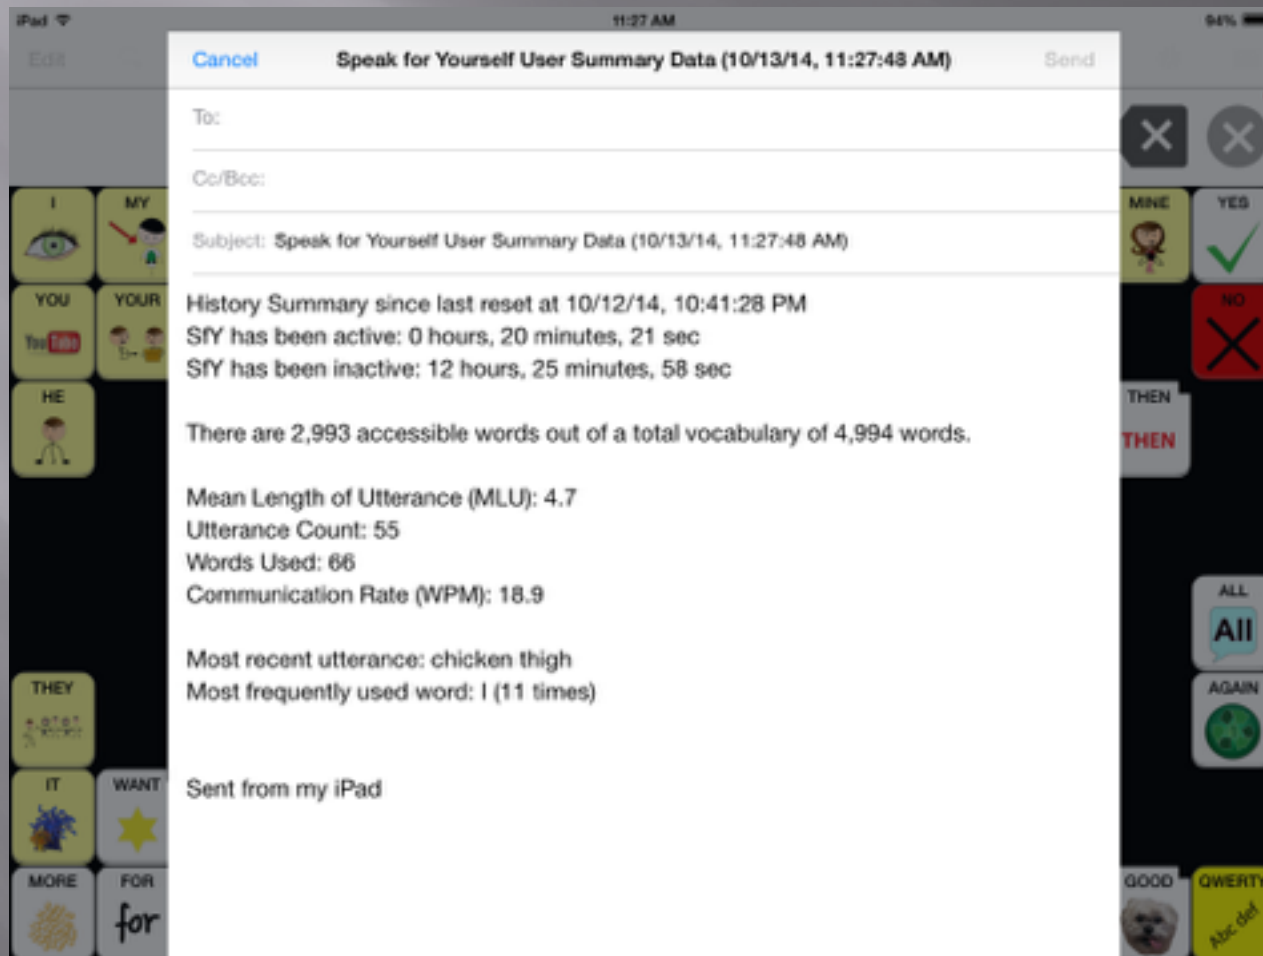 iPad 11:27 AM 94%
Edit
Cancel Speak for Yourself User Summary Data (10/13/14, 11:27:48 AM) Send
To:
Cc/Bcc:
Subject: Speak for Yourself User Summary Data (10/13/14, 11:27:48 AM)
History Summary since last reset at 10/12/14, 10:41:28 PM
SfY has been active: 0 hours, 20 minutes, 21 sec
SfY has been inactive: 12 hours, 25 minutes, 58 sec
There are 2,993 accessible words out of a total vocabulary of 4,994 words.
Mean Length of Utterance (MLU): 4.7
Utterance Count: 55
Words Used: 66
Communication Rate (WPM): 18.9
Most recent utterance: chicken thigh
Most frequently used word: I (11 times)
Sent from my iPad
I MY
YOU YOUR
You Tube
HE
THEY
IT WANT
MORE FOR
for
MINE YES
NO
THEN
THEN
ALL
All
AGAIN
GOOD QWERTY
Abc def